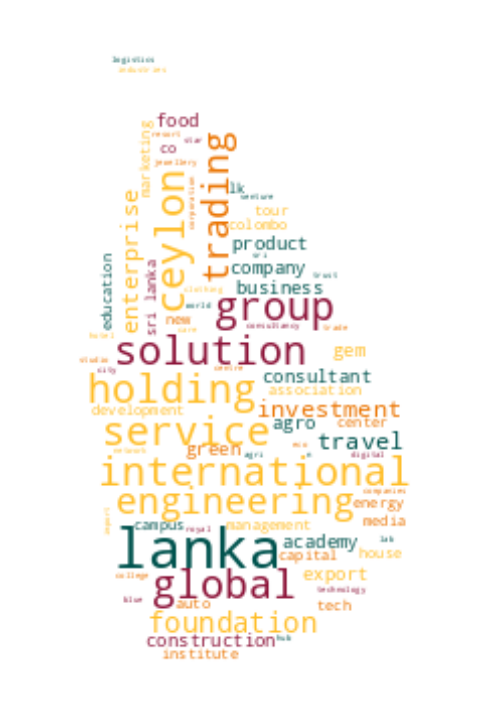 logistics
industries
food
resort
star
co
marketing
jewellery
trading
ceylon
corporation
enterprise
lk
venture
tour
colombo
product
sri
education
sri lanka
company
trust
clothing
business
world
group
new
consultancy
trade
care
hotel
solution
gem
studio
city
centre
consultant
holding
association
development
investment
service
agro
center
travel
green
eco
network
agri
n
digital
international
companies
engineering
energy
export
media
campus
royal
management
lanka
academy
lab
capital
house
college
global
export
technology
blue
auto
tech
foundation
construction
hub
institute